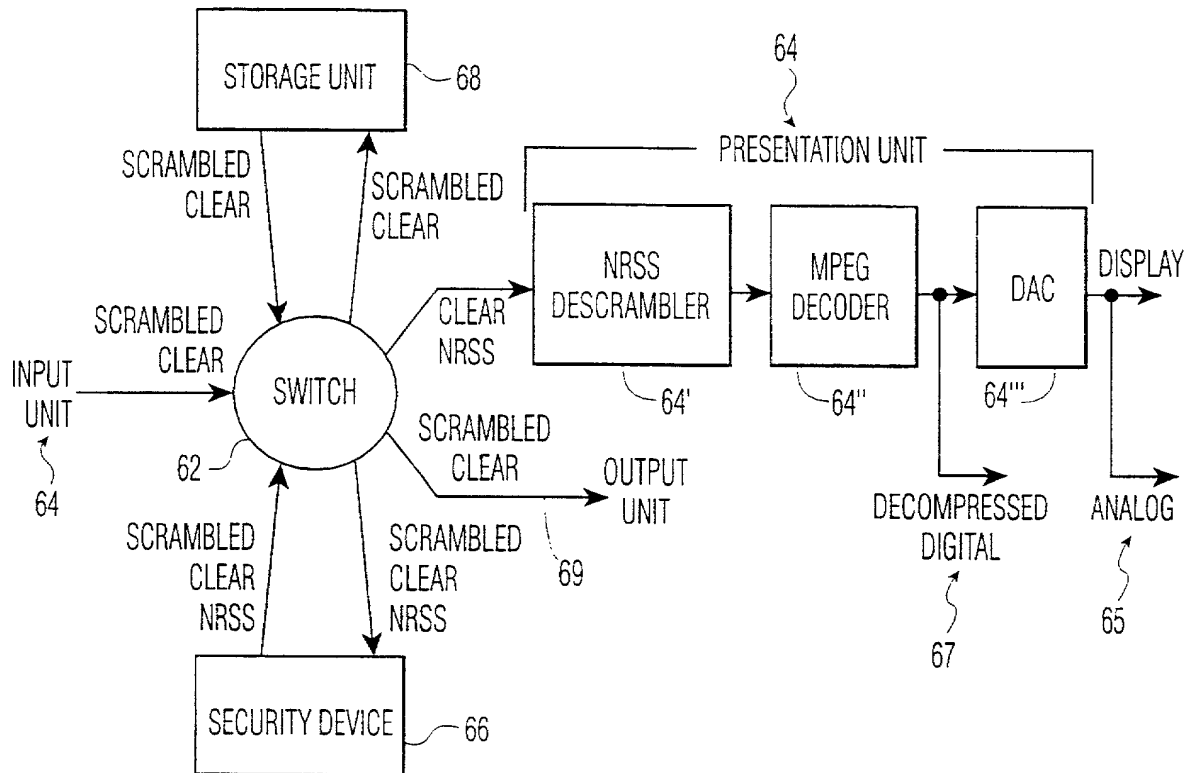 STORAGE UNIT
68
SCRAMBLED
CLEAR
SCRAMBLED
CLEAR
64
PRESENTATION UNIT
NRSS
DESCRAMBLER
64'
MPEG
DECODER
64''
DAC
64'''
DISPLAY
CLEAR
NRSS
SCRAMBLED
CLEAR
INPUT
UNIT
64
SWITCH
62
SCRAMBLED
CLEAR
69
OUTPUT
UNIT
DECOMPRESSED
DIGITAL
67
ANALOG
65
SCRAMBLED
CLEAR
NRSS
SCRAMBLED
CLEAR
NRSS
SECURITY DEVICE
66